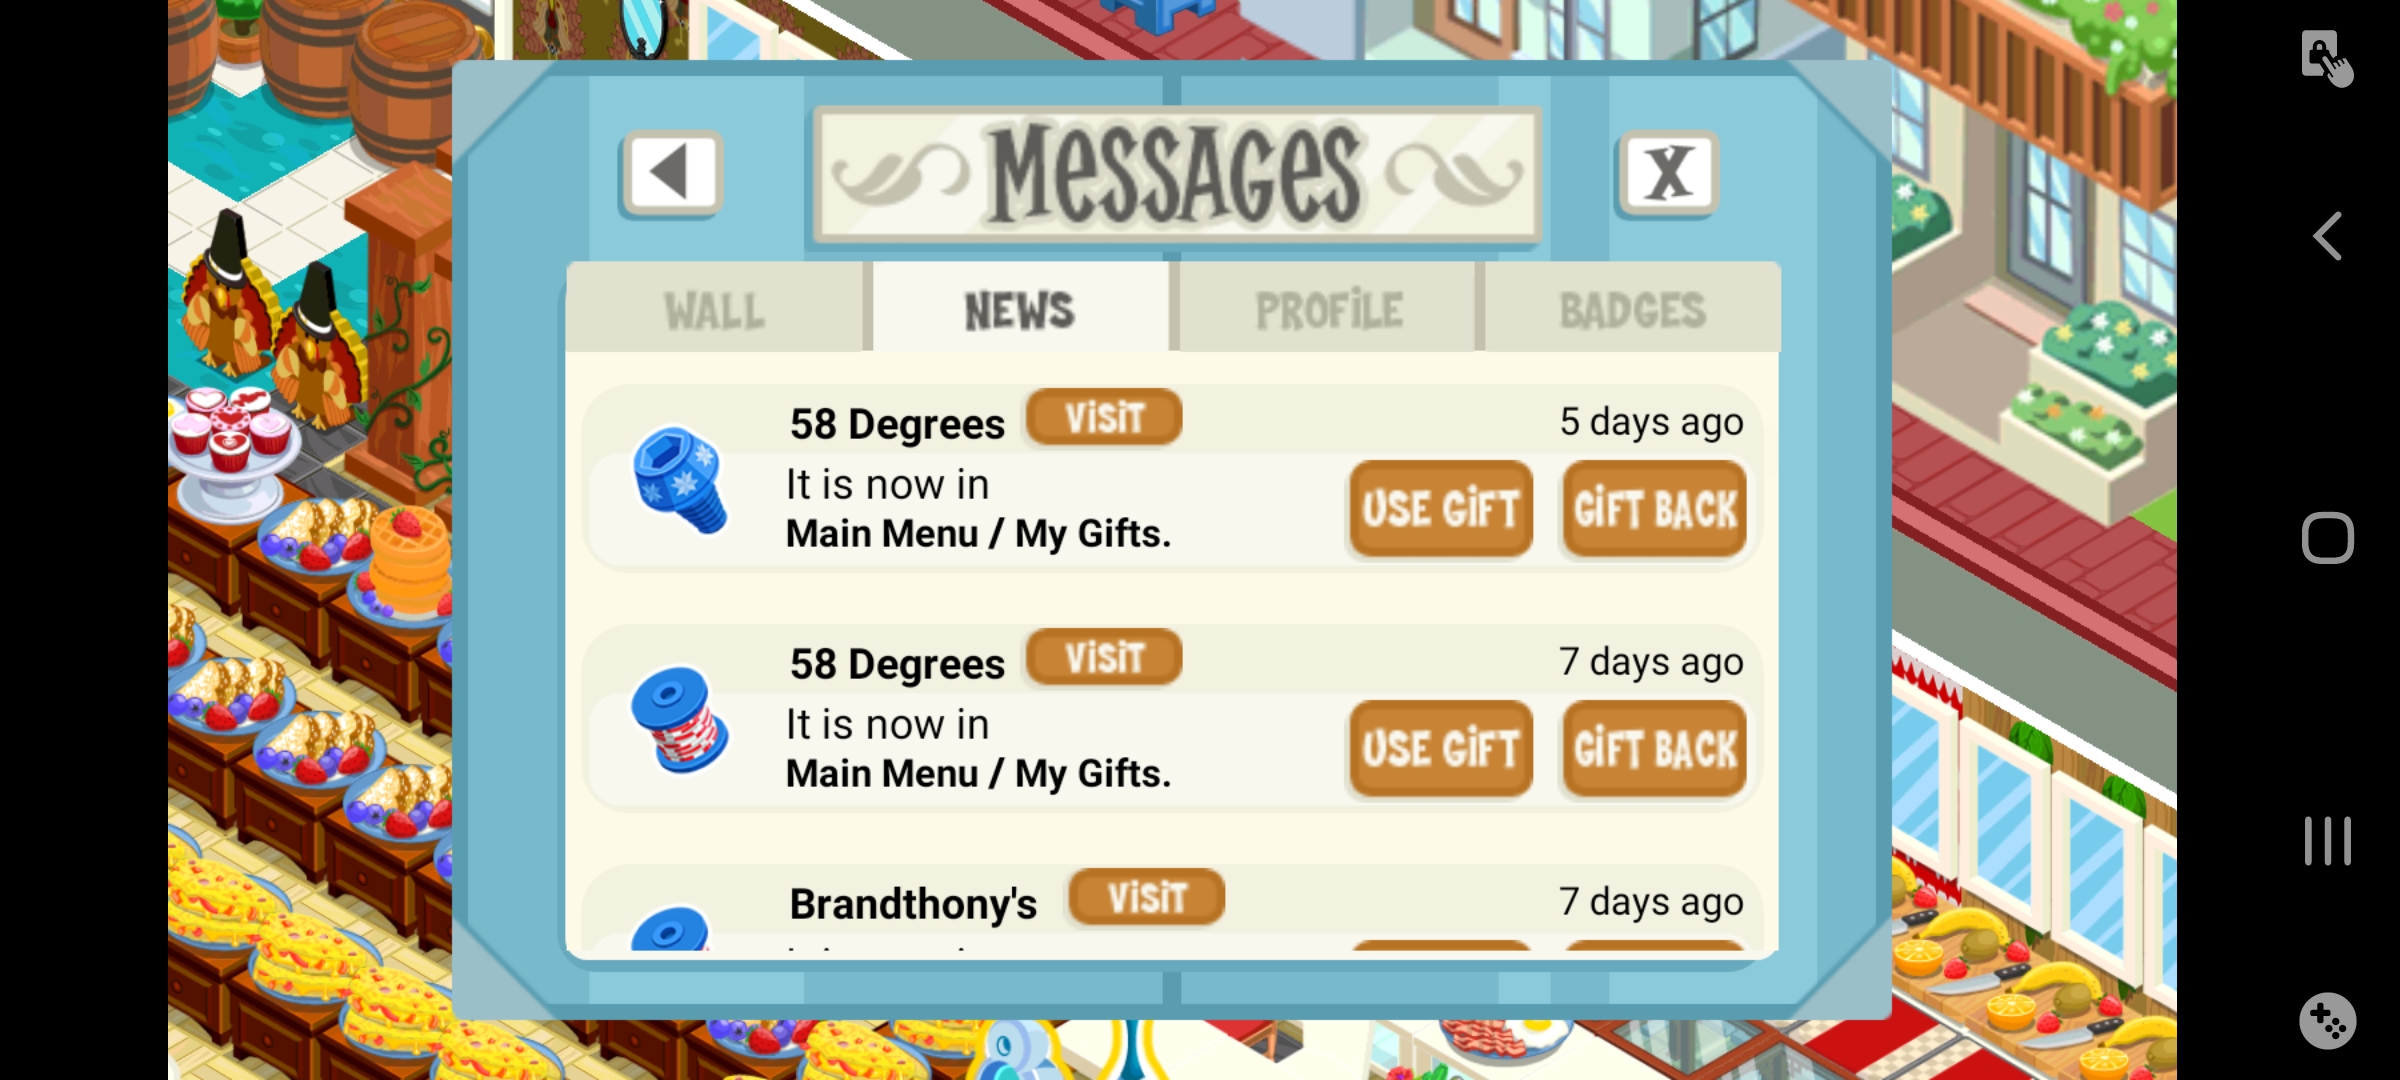 MESSAGES
X
WALL NEWS PROFILE BADGES
58 Degrees VISIT 5 days ago
It is now in
Main Menu / My Gifts.
USE GIFT GIFT BACK
58 Degrees VISIT 7 days ago
It is now in
Main Menu / My Gifts.
USE GIFT GIFT BACK
Brandthony's VISIT 7 days ago